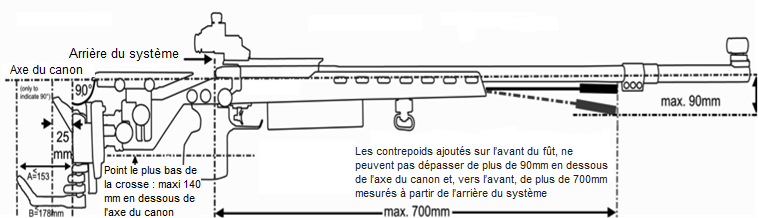 Arrière du système
Axe du canon
(only to
indicate 90°)
90°
max. 90mm
25
mm
A=≤153
B=≤178mm
Point le plus bas de
la crosse : maxi 140
mm en dessous de
l'axe du canon
Les contrepoids ajoutés sur l'avant du fût, ne
peuvent pas dépasser de plus de 90mm en dessous
de l'axe du canon et, vers l'avant, de plus de 700mm
mesurés à partir de l'arrière du système
max. 700mm